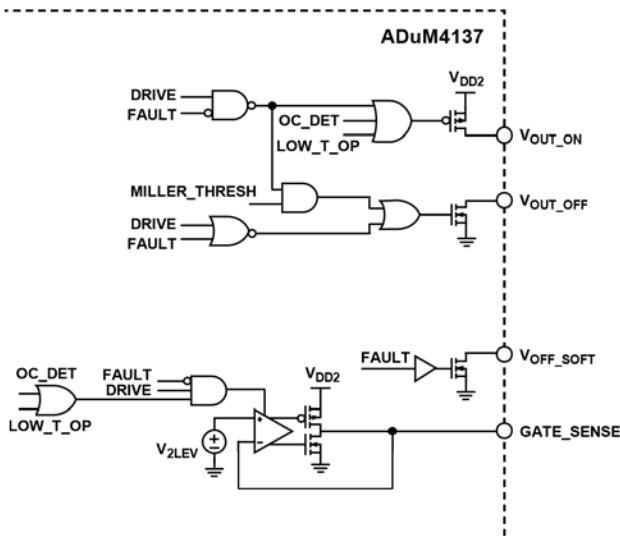 ADuM4137
VDD2
DRIVE
FAULT
OC_DET
LOW_T_OP
VOUT_ON
MILLER_THRESH
VOUT_OFF
DRIVE
FAULT
VOFF_SOFT
FAULT
OC_DET
FAULT
DRIVE
VDD2
LOW_T_OP
+
−
V2LEV
+
−
GATE_SENSE